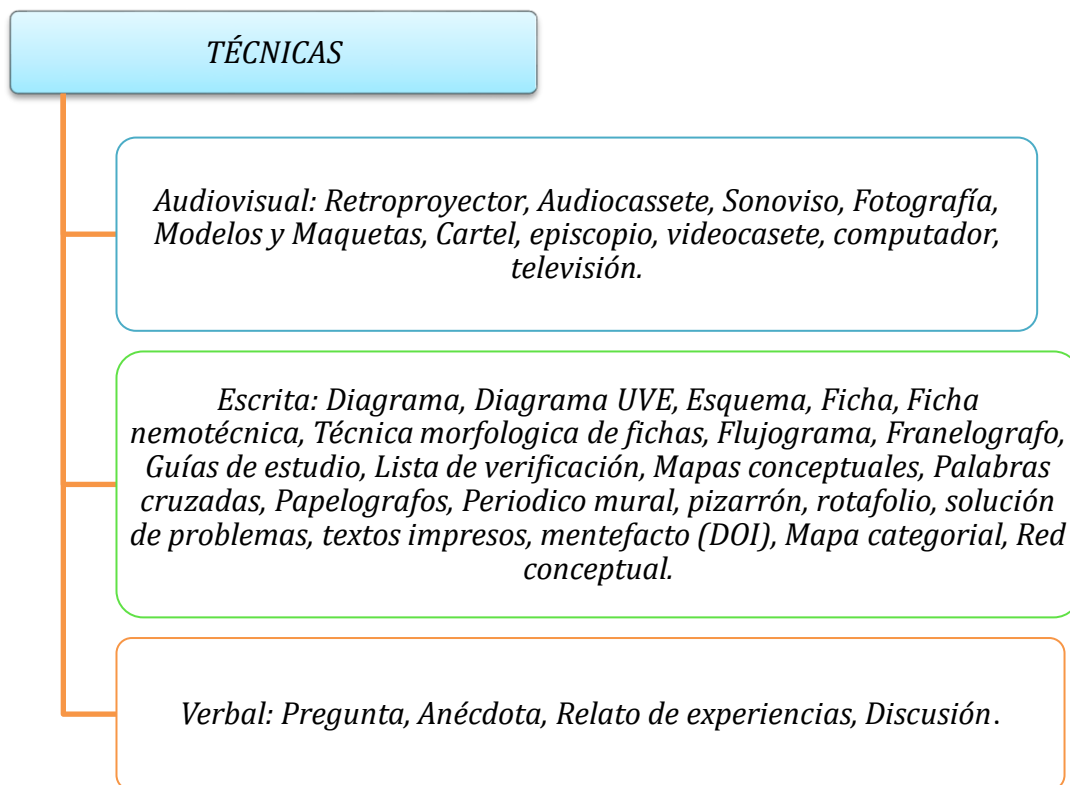 TÉCNICAS
Audiovisual: Retroproyector, Audiocassete, Sonoviso, Fotografía,
Modelos y Maquetas, Cartel, episcopio, videocasete, computador,
televisión.
Escrita: Diagrama, Diagrama UVE, Esquema, Ficha, Ficha
nemotécnica, Técnica morfologica de fichas, Flujograma, Franelografo,
Guías de estudio, Lista de verificación, Mapas conceptuales, Palabras
cruzadas, Papelografos, Periodico mural, pizarrón, rotafolio, solución
de problemas, textos impresos, mentefacto (DOI), Mapa categorial, Red
conceptual.
Verbal: Pregunta, Anécdota, Relato de experiencias, Discusión.